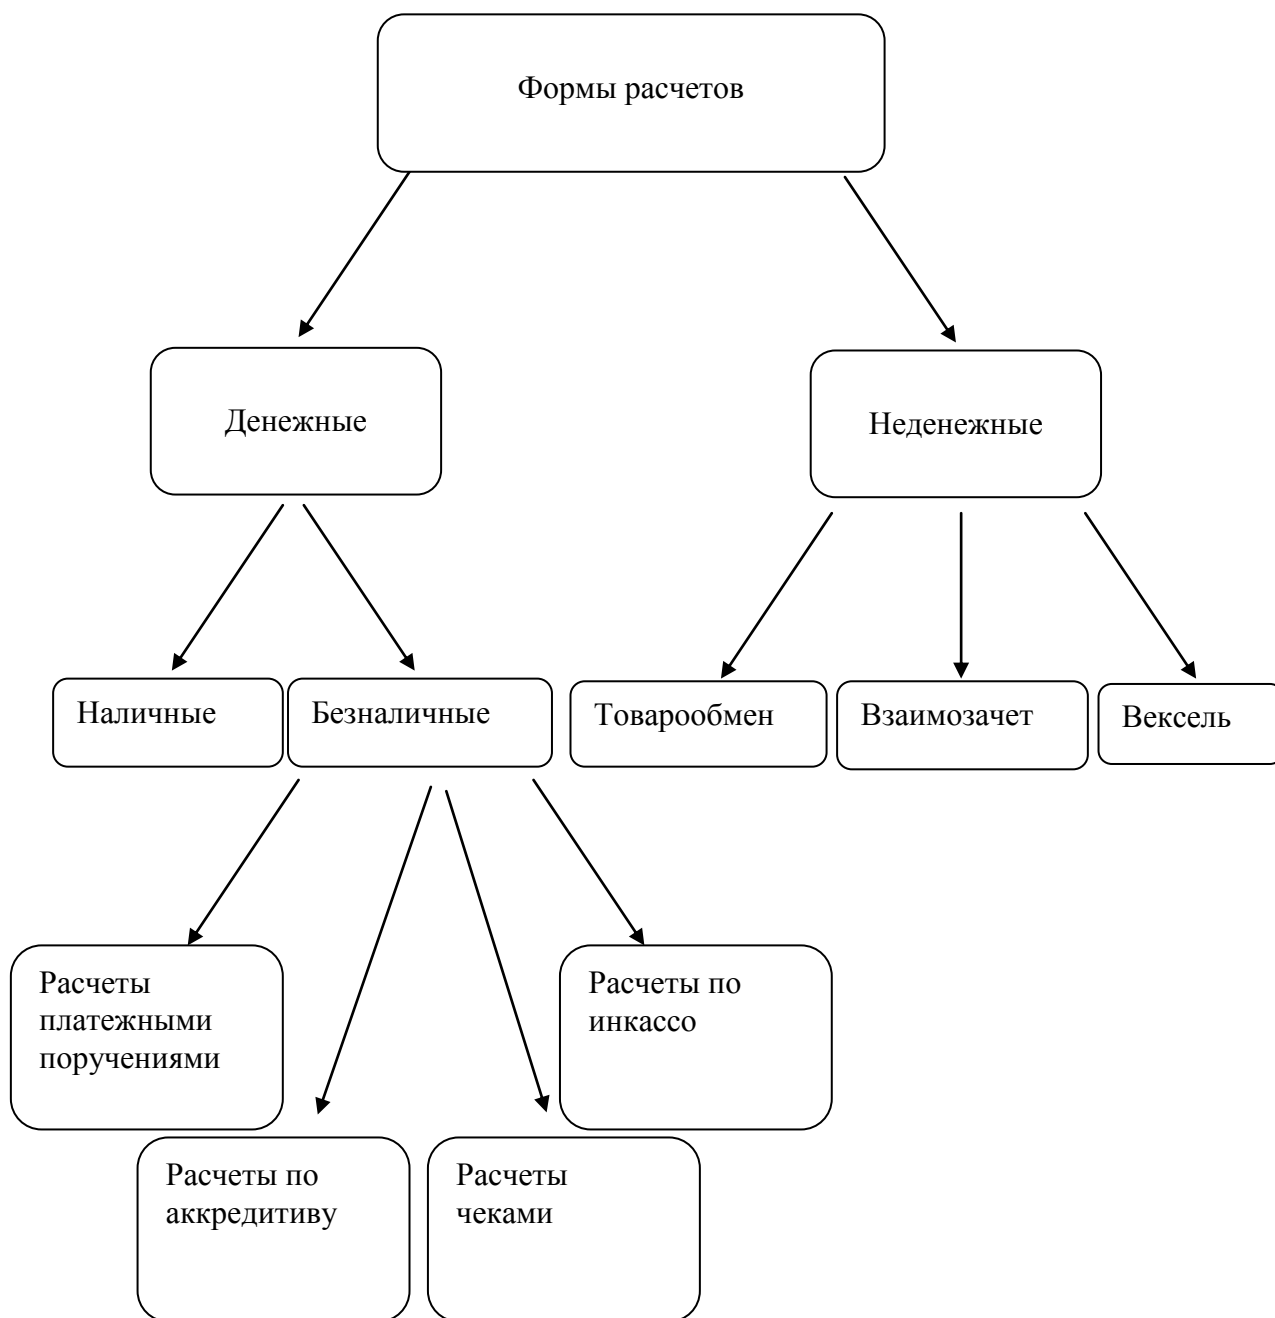 Формы расчетов
Денежные
Неденежные
Наличные
Безналичные
Товарообмен
Взаимозачет
Вексель
Расчеты
платежными
поручениями
Расчеты по
инкассо
Расчеты по
аккредитиву
Расчеты
чеками